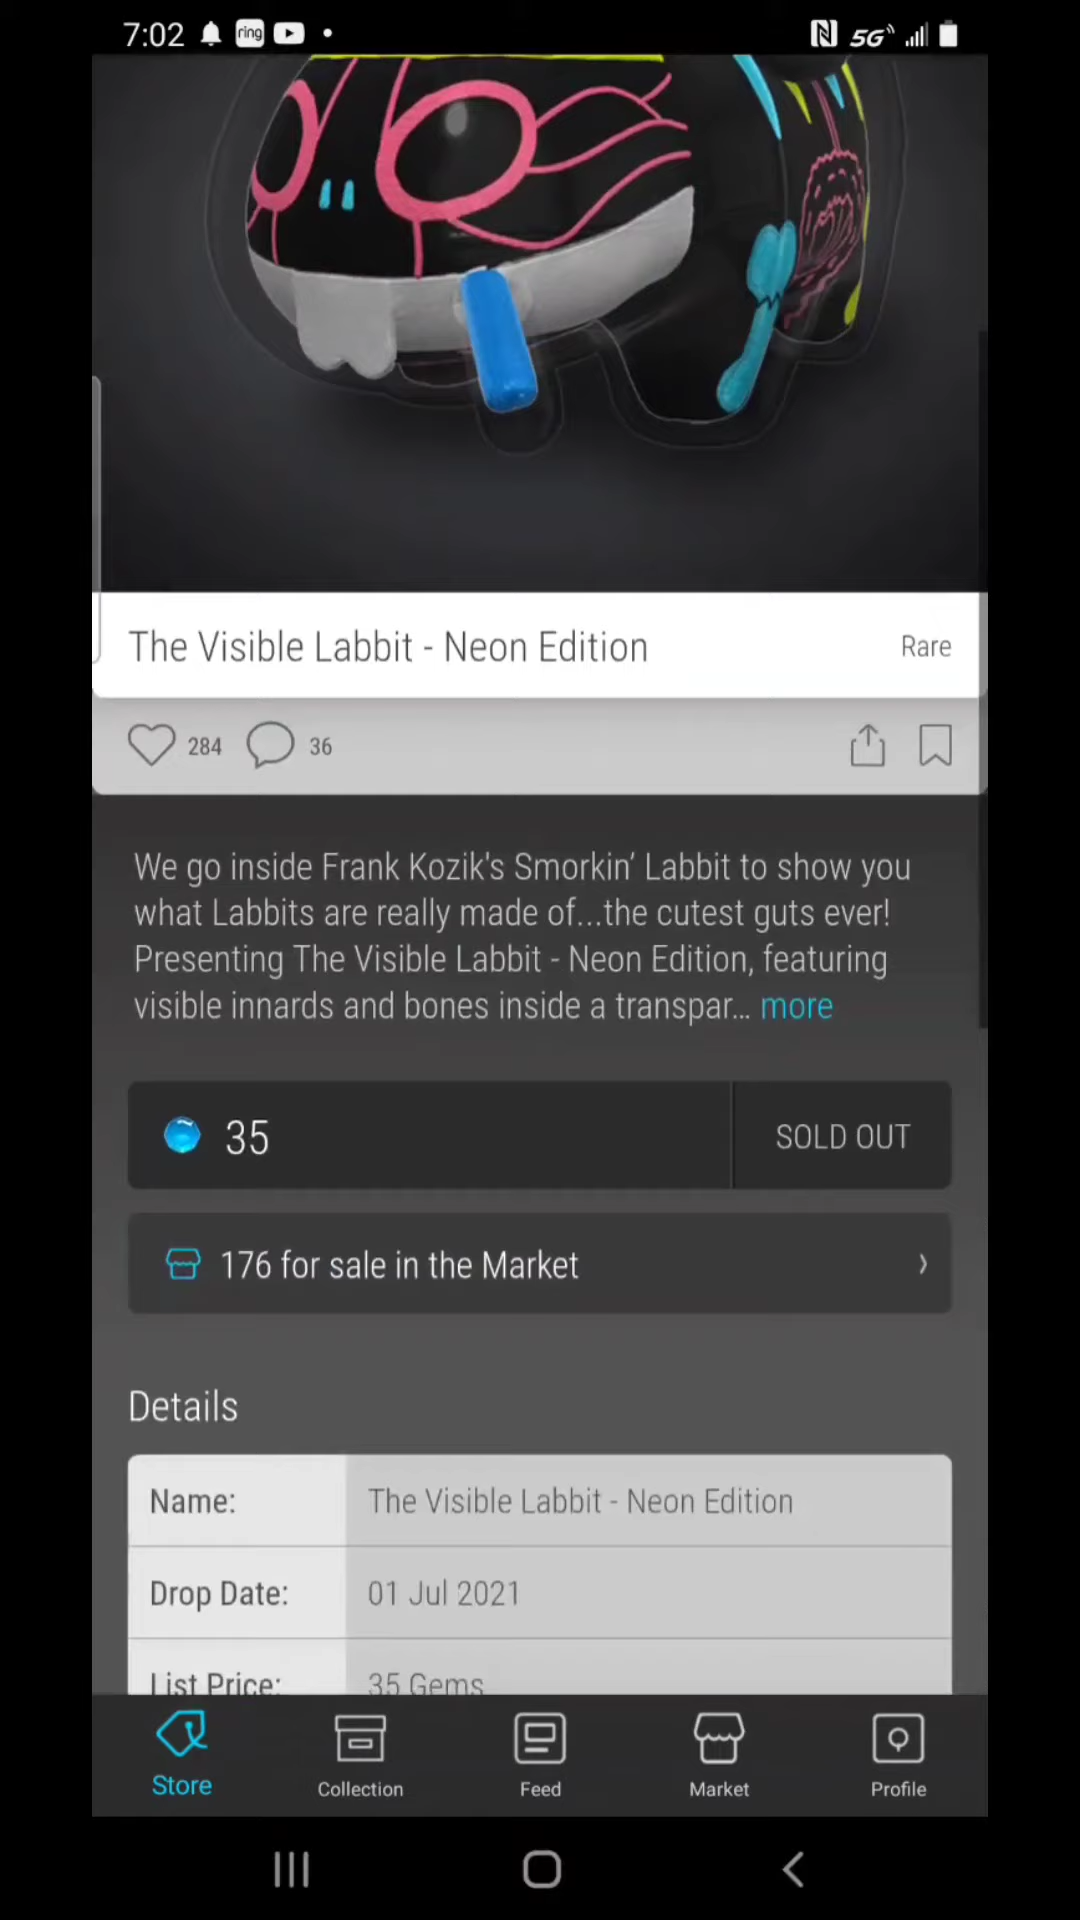 7:02 ring 5G
The Visible Labbit - Neon Edition Rare
284 36
We go inside Frank Kozik's Smorkin’ Labbit to show you
what Labbits are really made of...the cutest guts ever!
Presenting The Visible Labbit - Neon Edition, featuring
visible innards and bones inside a transpar... more
35 SOLD OUT
176 for sale in the Market
Details
Name: The Visible Labbit - Neon Edition
Drop Date: 01 Jul 2021
List Price: 35 Gems
Store Collection Feed Market Profile